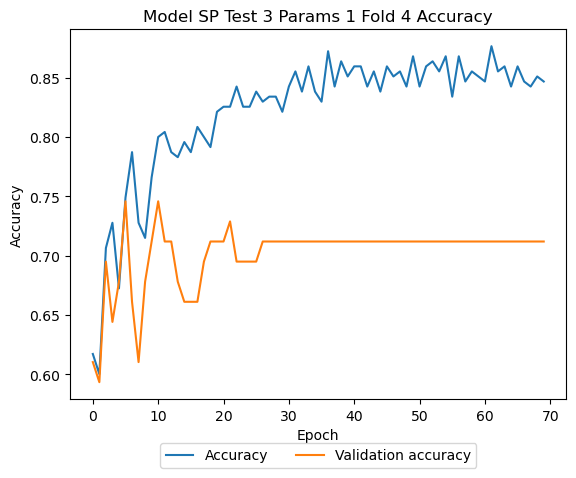 Model SP Test 3 Params 1 Fold 4 Accuracy
0.85
0.80
0.75
0.70
0.65
0.60
Accuracy
0 10 20 30 40 50 60 70
Epoch
Accuracy Validation accuracy